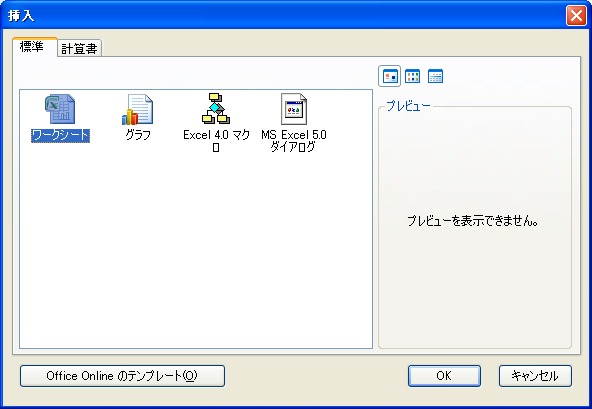 挿入
標準
計算書
ワークシート
グラフ
Excel 4.0 マク
ロ
MS Excel 5.0
ダイアログ
プレビュー
プレビューを表示できません。
Office Online のテンプレート(O)
OK
キャンセル